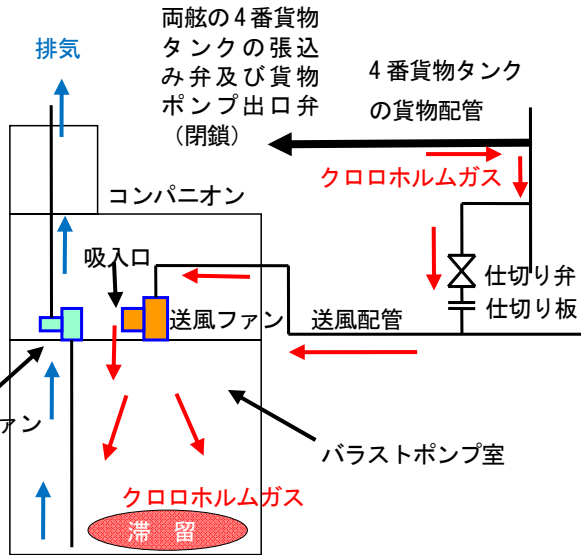 両舷の4番貨物
タンクの張込
み弁及び貨物
ポンプ出口弁
（閉鎖）
排気
4番貨物タンク
の貨物配管
クロロホルムガス
コンパニオン
吸入口
仕切り弁
仕切り板
送風ファン
送風配管
ァン
バラストポンプ室
クロロホルムガス
滞 留